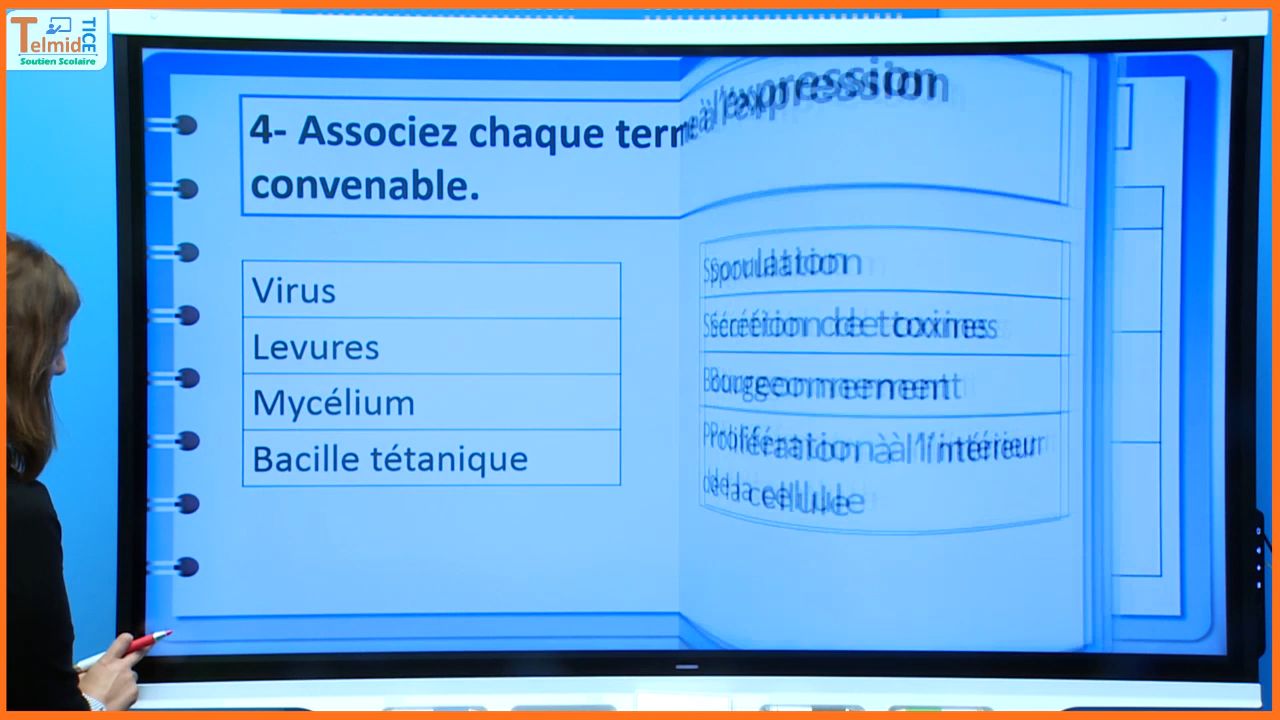 Telmid TICE
Soutien Scolaire
4- Associez chaque terme à l'expression
convenable.
Virus
Levures
Mycélium
Bacille tétanique
Sporulation
Sécrétion de toxines
Bourgeonnement
Prolifération à l'intérieur
de la cellule